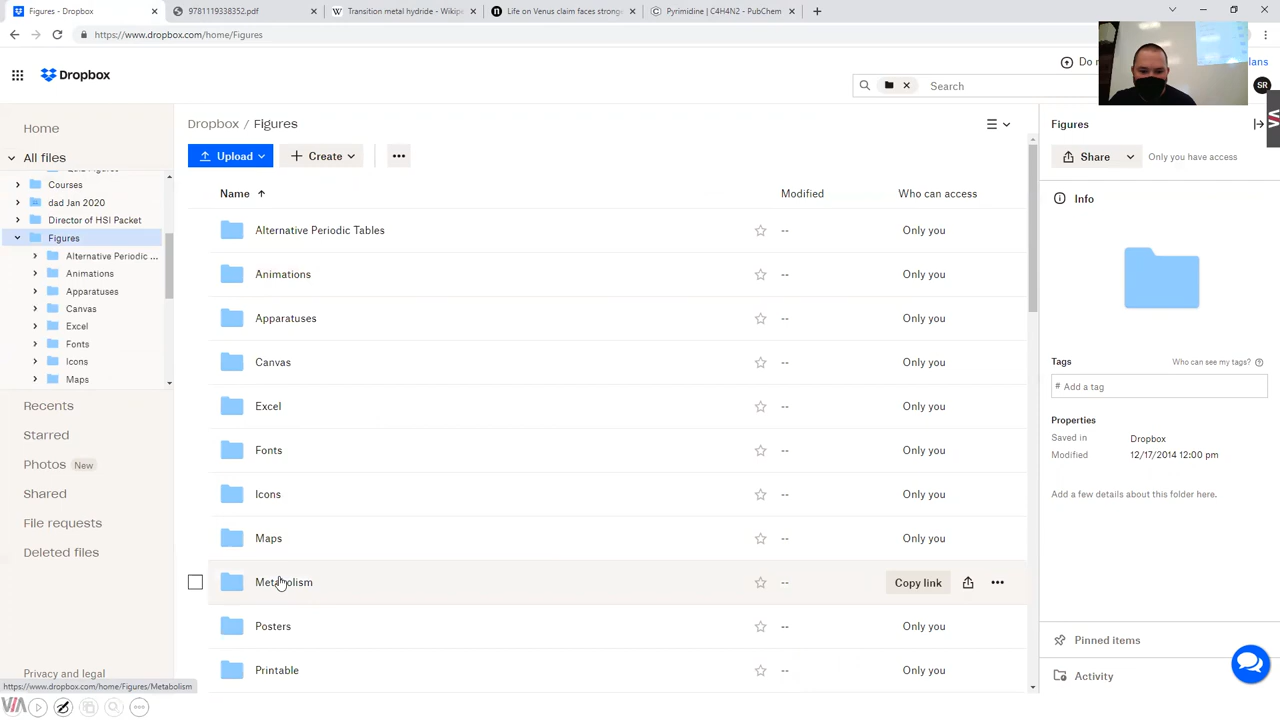 Figures - Dropbox
9781119338352.pdf
Transition metal hydride - Wikipe
Life on Venus claim faces stronge
Pyrimidine | C4H4N2 - PubChem
https://www.dropbox.com/home/Figures
Dropbox
Do
ans
Search
SR
Home
All files
Courses
dad Jan 2020
Director of HSI Packet
Figures
Alternative Periodic ...
Animations
Apparatuses
Canvas
Excel
Fonts
Icons
Maps
Recents
Starred
Photos New
Shared
File requests
Deleted files
Privacy and legal
https://www.dropbox.com/home/Figures/Metabolism
VIA
Dropbox / Figures
Upload
Create
Name
Modified
Who can access
Alternative Periodic Tables -- Only you
Animations -- Only you
Apparatuses -- Only you
Canvas -- Only you
Excel -- Only you
Fonts -- Only you
Icons -- Only you
Maps -- Only you
Metabolism -- Copy link
Posters -- Only you
Printable -- Only you
Figures
Share
Only you have access
Info
Tags
Who can see my tags?
# Add a tag
Properties
Saved in Dropbox
Modified 12/17/2014 12:00 pm
Add a few details about this folder here.
Pinned items
Activity